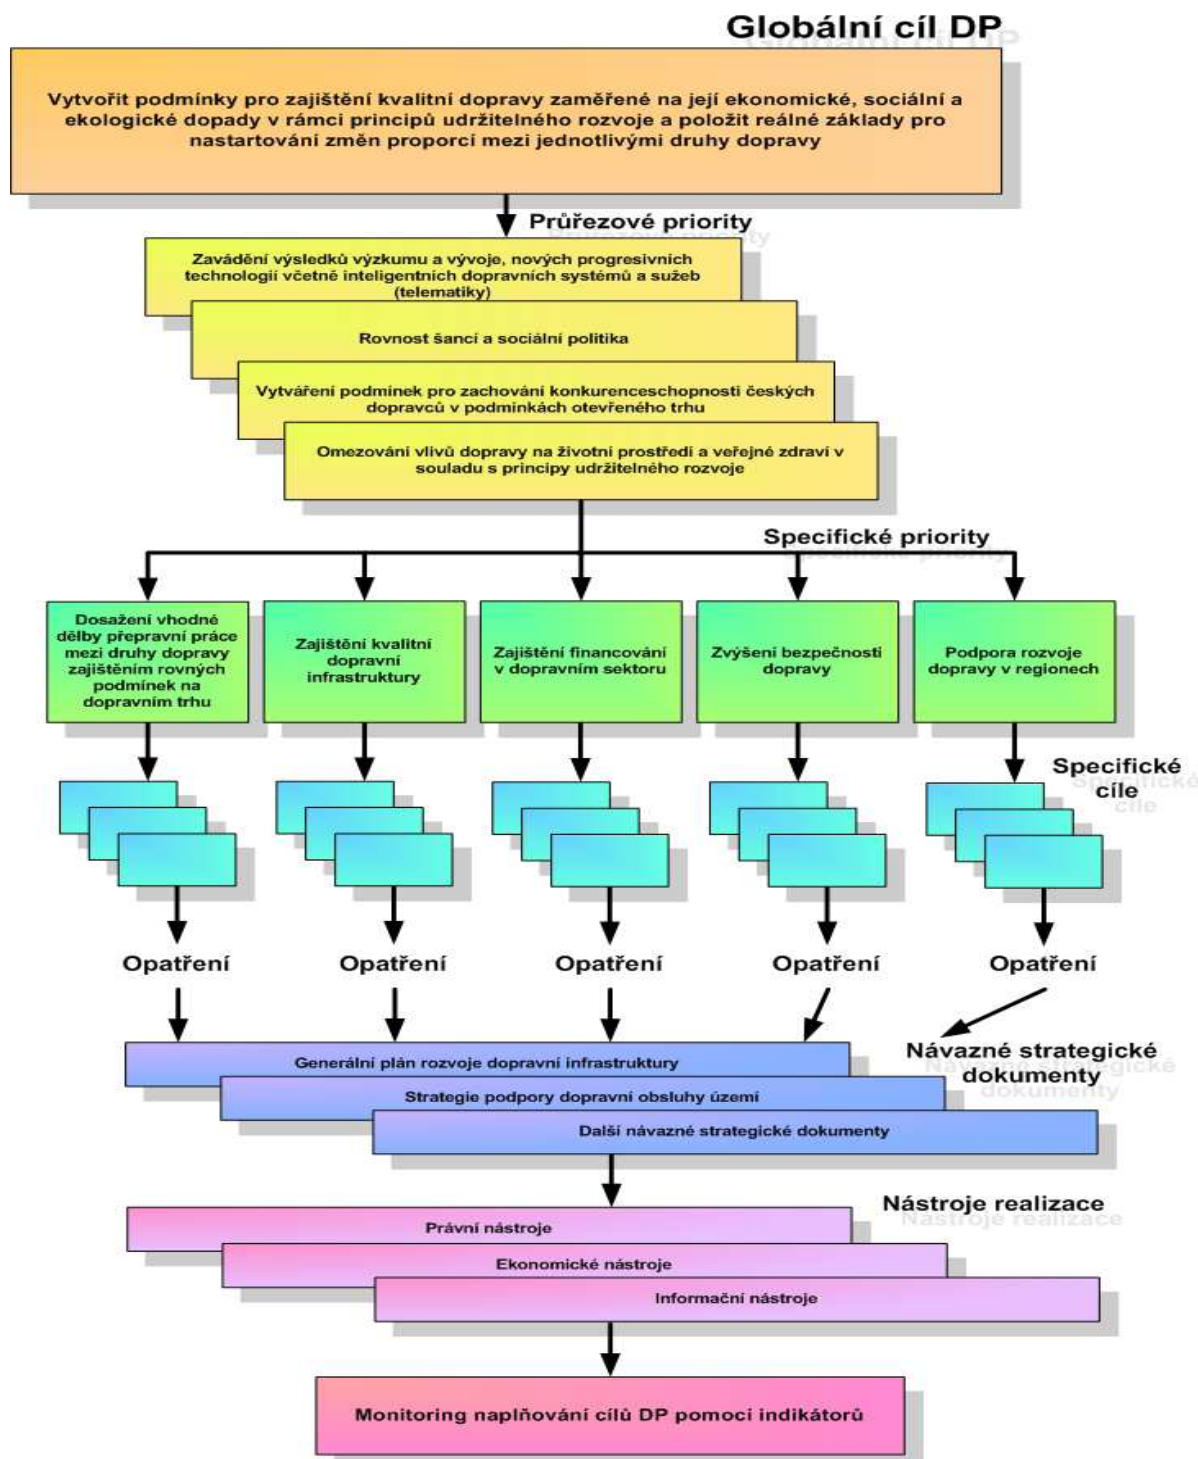 Globální cíl DP
Vytvořit podmínky pro zajištění kvalitní dopravy zaměřené na její ekonomické, sociální a
ekologické dopady v rámci principů udržitelného rozvoje a položit reálné základy pro
nastartování změn proporcí mezi jednotlivými druhy dopravy
Průřezové priority
Zavádění výsledků výzkumu a vývoje, nových progresivních
technologií včetně inteligentních dopravních systémů a sužeb
(telematiky)
Rovnost šancí a sociální politika
Vytváření podmínek pro zachování konkurenceschopnosti českých
dopravců v podmínkách otevřeného trhu
Omezování vlivů dopravy na životní prostředí a veřejné zdraví v
souladu s principy udržitelného rozvoje
Specifické priority
Dosažení vhodné
dělby přepravní práce
mezi druhy dopravy
zajištěním rovných
podmínek na
dopravním trhu
Zajištění kvalitní
dopravní
infrastruktury
Zajištění financování
v dopravním sektoru
Zvýšení bezpečnosti
dopravy
Podpora rozvoje
dopravy v regionech
Specifické
cíle
Opatření
Opatření
Opatření
Opatření
Opatření
Návazné strategické
dokumenty
Generální plán rozvoje dopravní infrastruktury
Strategie podpory dopravní obsluhy území
Další návazné strategické dokumenty
Nástroje realizace
Právní nástroje
Ekonomické nástroje
Informační nástroje
Monitoring naplňování cílů DP pomocí indikátorů